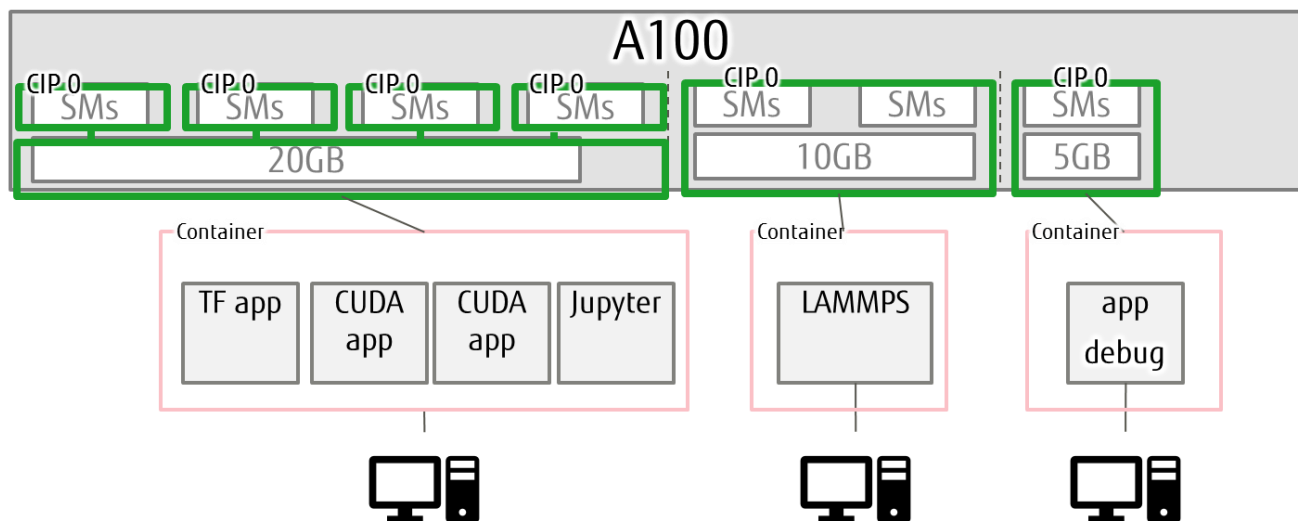 A100
CIP 0
CIP 0
CIP 0
CIP 0
CIP 0
CIP 0
SMs
SMs
SMs
SMs
SMs
SMs
SMs
20GB
10GB
5GB
Container
Container
Container
TF app
CUDA
app
CUDA
app
Jupyter
LAMMPS
app
debug